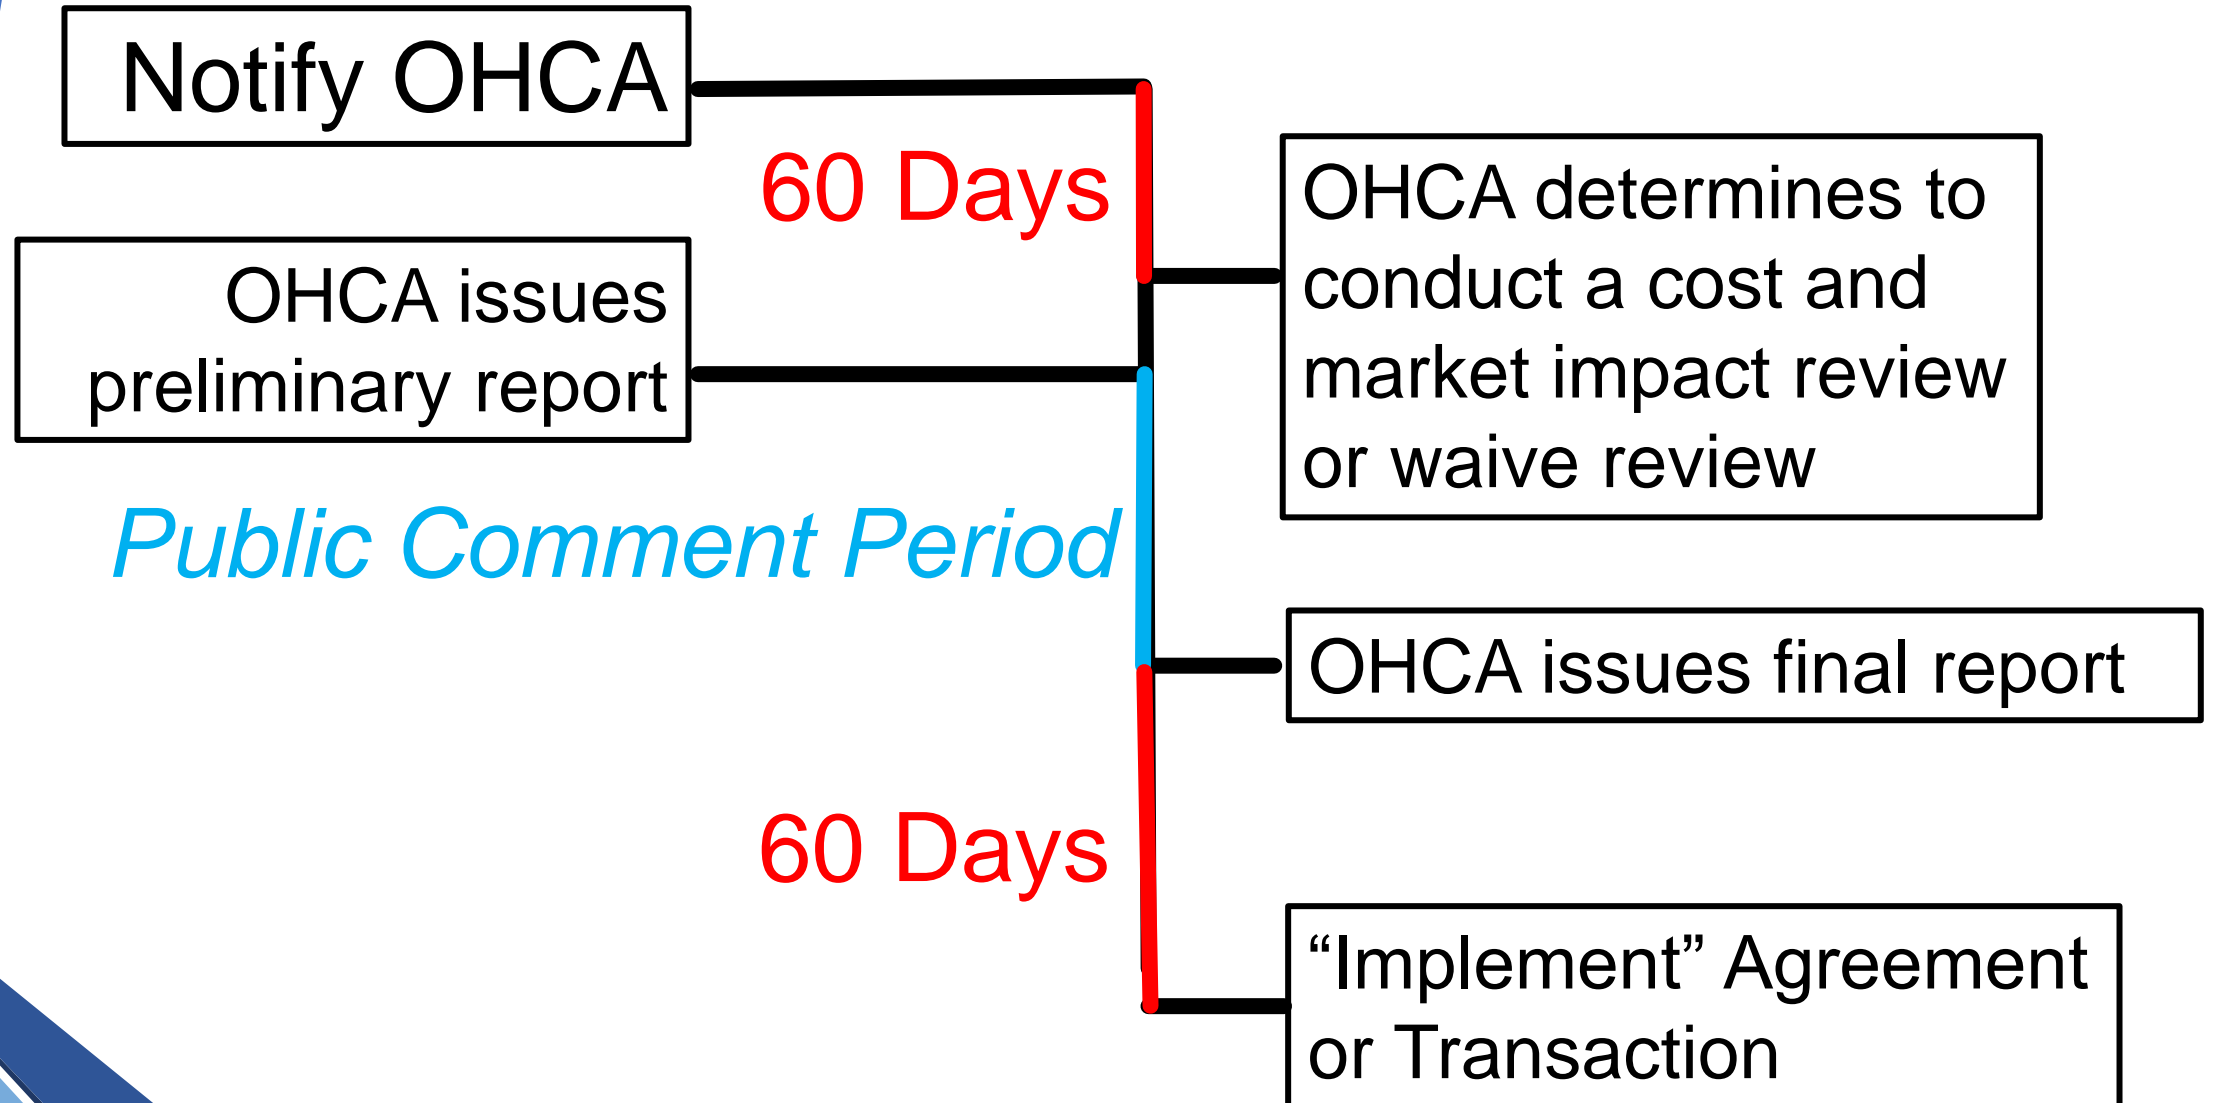 Notify OHCA
60 Days
OHCA determines to
conduct a cost and
market impact review
or waive review
OHCA issues
preliminary report
Public Comment Period
OHCA issues final report
60 Days
“Implement” Agreement
or Transaction